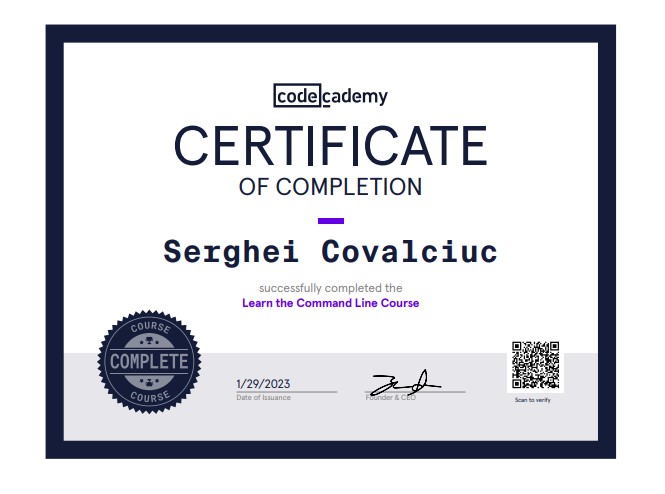 codecademy
CERTIFICATE
OF COMPLETION
Serghei Covalciuc
successfully completed the
Learn the Command Line Course
COURSE
COMPLETE
COURSE
1/29/2023
Date of Issuance
Founder & CEO
Scan to verify